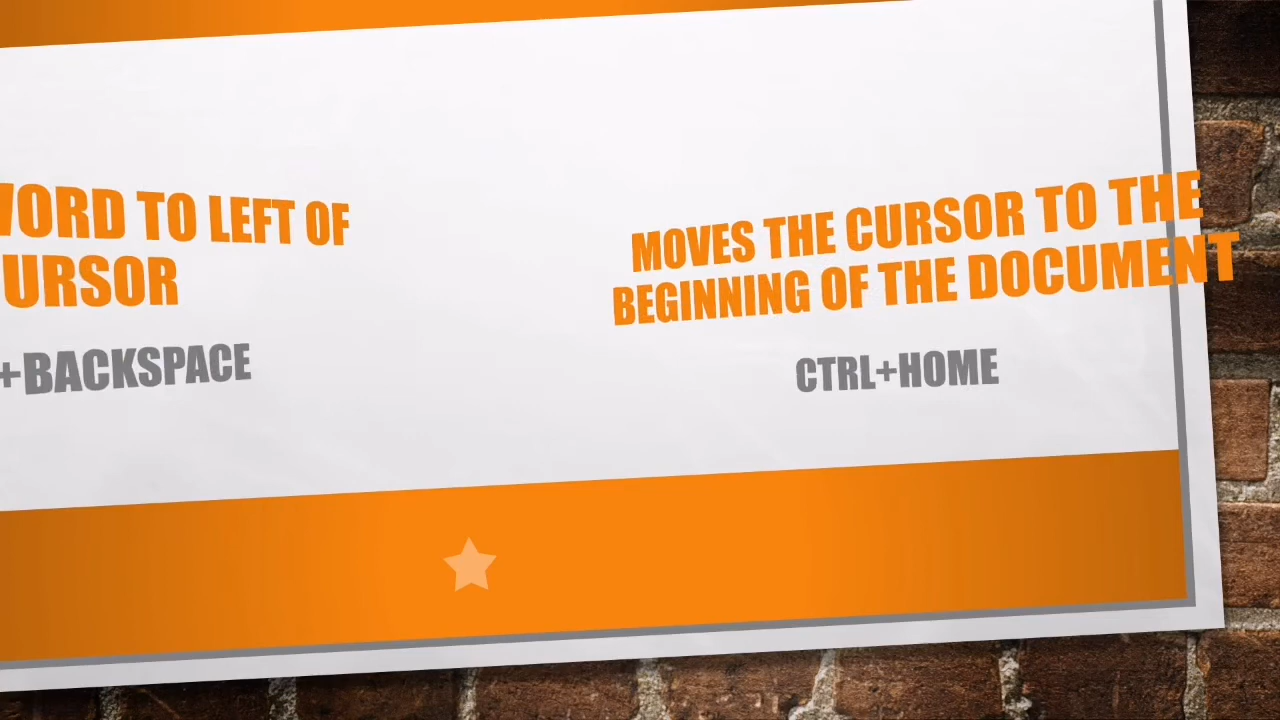 WORD TO LEFT OF
URSOR
+BACKSPACE
MOVES THE CURSOR TO THE
BEGINNING OF THE DOCUMENT
CTRL+HOME